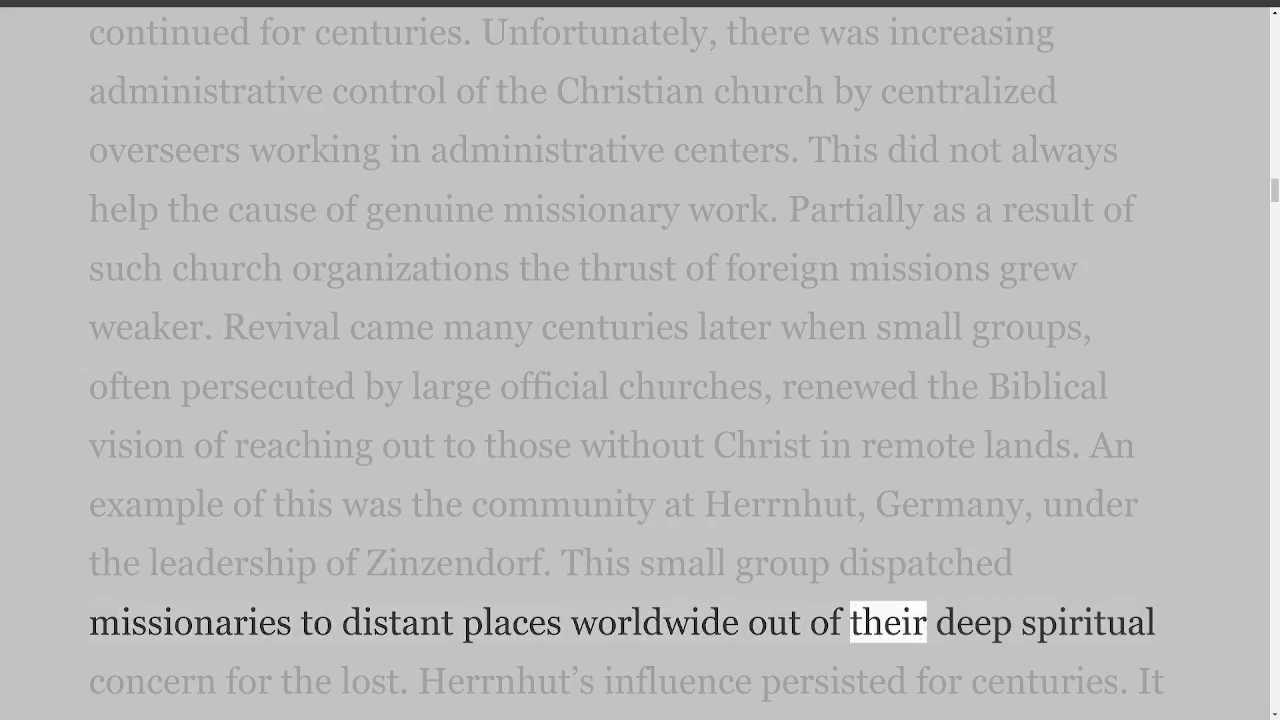 continued for centuries. Unfortunately, there was increasing
administrative control of the Christian church by centralized
overseers working in administrative centers. This did not always
help the cause of genuine missionary work. Partially as a result of
such church organizations the thrust of foreign missions grew
weaker. Revival came many centuries later when small groups,
often persecuted by large official churches, renewed the Biblical
vision of reaching out to those without Christ in remote lands. An
example of this was the community at Herrnhut, Germany, under
the leadership of Zinzendorf. This small group dispatched
missionaries to distant places worldwide out of their deep spiritual
concern for the lost. Herrnhut’s influence persisted for centuries. It